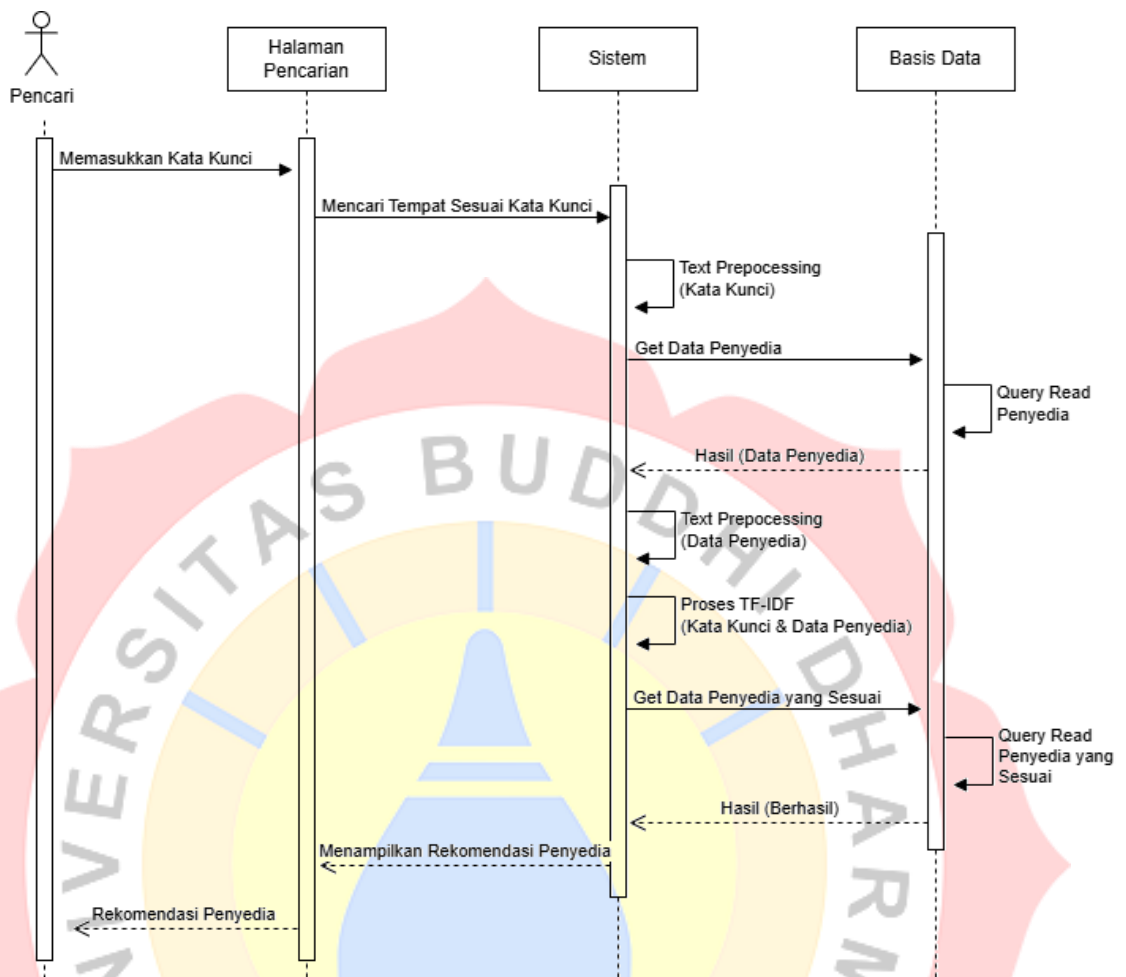 Pencari
Halaman
Pencarian
Sistem
Basis Data
Memasukkan Kata Kunci
Mencari Tempat Sesuai Kata Kunci
Text Prepocessing
(Kata Kunci)
Get Data Penyedia
Query Read
Penyedia
Hasil (Data Penyedia)
Text Prepocessing
(Data Penyedia)
Proses TF-IDF
(Kata Kunci & Data Penyedia)
Get Data Penyedia yang Sesuai
Query Read
Penyedia yang
Sesuai
Hasil (Berhasil)
Menampilkan Rekomendasi Penyedia
Rekomendasi Penyedia
NIVERSITAS BUDDHI DHARM